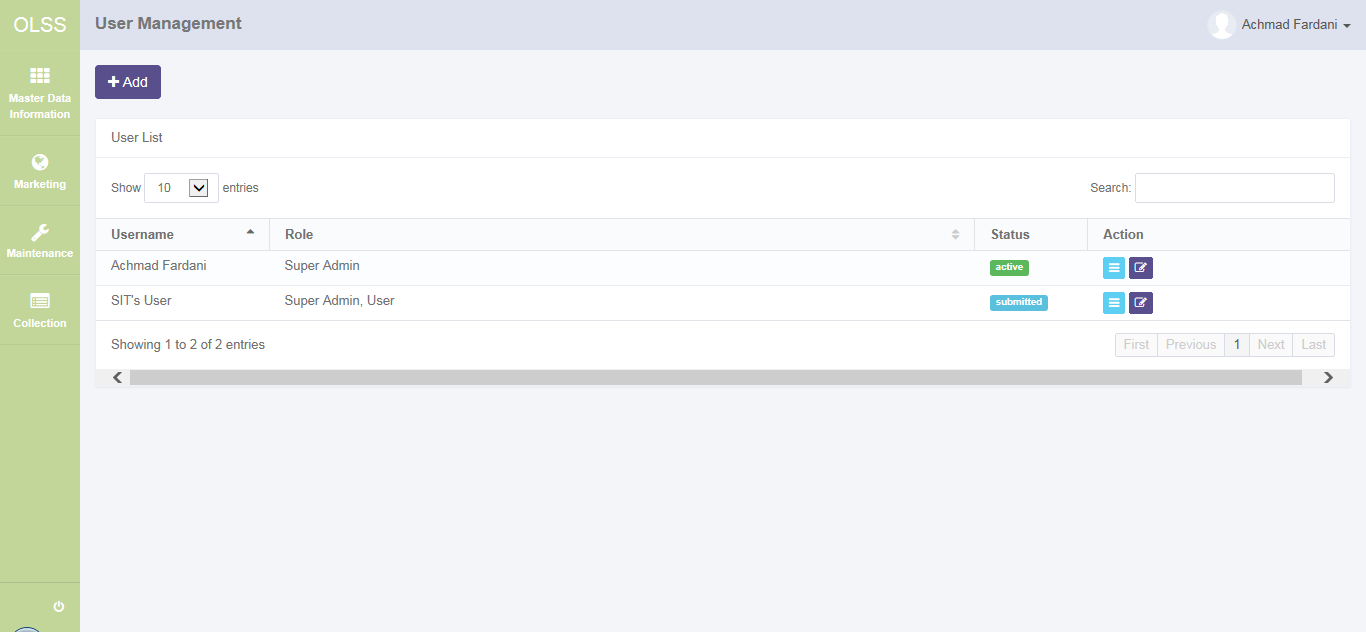 OLSS
User Management
Achmad Fardani
Master Data
Information
Marketing
Maintenance
Collection
Add
User List
Show 10 entries
Search:
Username Role Status Action
Achmad Fardani Super Admin active
SIT's User Super Admin, User submitted
Showing 1 to 2 of 2 entries
First Previous 1 Next Last